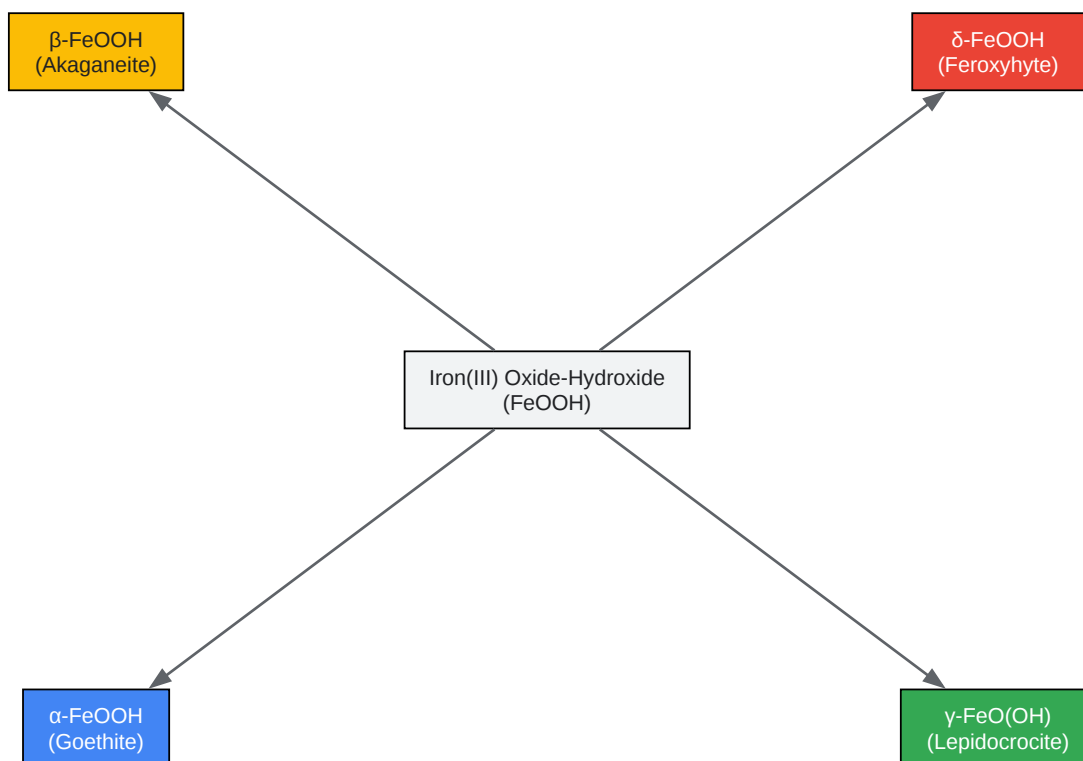 β-FeOOH
(Akaganeite)
δ-FeOOH
(Feroxyhyte)
Iron(III) Oxide-Hydroxide
(FeOOH)
α-FeOOH
(Goethite)
γ-FeO(OH)
(Lepidocrocite)